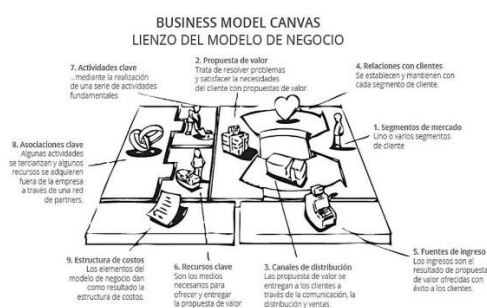 BUSINESS MODEL CANVAS
LIENZO DEL MODELO DE NEGOCIO
7. Actividades clave
...mediante la realización
de una serie de actividades
fundamentales
2. Propuesta de valor
Trata de resolver problemas
y satisfacer la necesidades
del cliente con propuestas de valor
4. Relaciones con clientes
Se establecen y mantienen con
cada segmento de cliente.
1. Segmentos de mercado
Uno o varios segmentos
de cliente
8. Asociaciones clave
Algunas actividades
se terciarizan y algunos
recursos se adquieren
fuera de la empresa
a través de una red
de partners.
9. Estructura de costos
Los elementos del
modelo de negocio dan
como resultado la
estructura de costos.
6. Recursos clave
Son los medios
necesarios para
ofrecer y entregar
la propuesta de valor
3. Canales de distribución
Las propuesta de valor se
entregan a los clientes a
través de la comunicación, la
distribución y ventas.
5. Fuentes de ingreso
Los ingresos son el
resultado de propuestas
de valor ofrecidas con
éxito a los clientes.